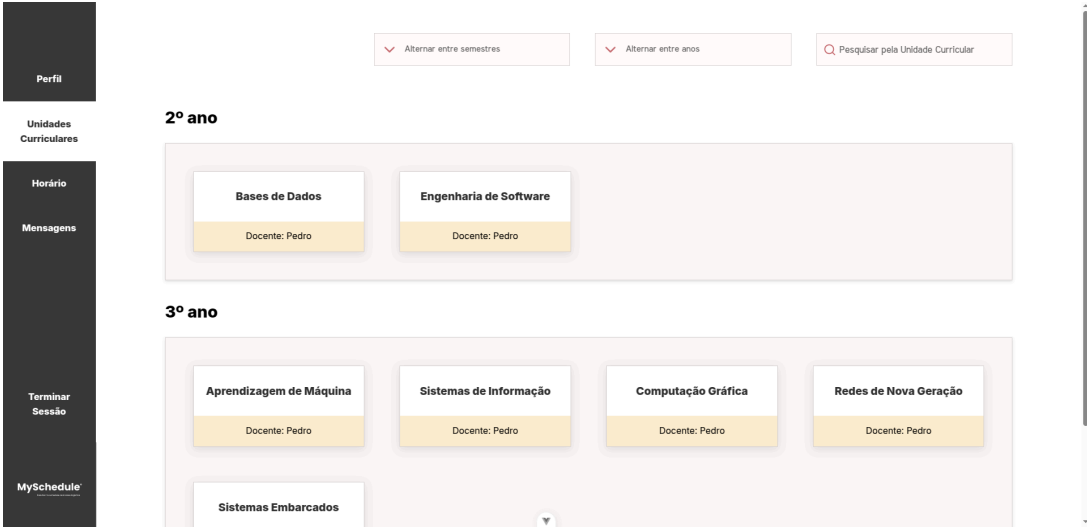 Perfil
Unidades
Curriculares
Horário
Mensagens
Terminar
Sessão
MySchedule
Alternar entre semestres
Alternar entre anos
Pesquisar pela Unidade Curricular
2º ano
Bases de Dados
Docente: Pedro
Engenharia de Software
Docente: Pedro
3º ano
Aprendizagem de Máquina
Docente: Pedro
Sistemas de Informação
Docente: Pedro
Computação Gráfica
Docente: Pedro
Redes de Nova Geração
Docente: Pedro
Sistemas Embarcados